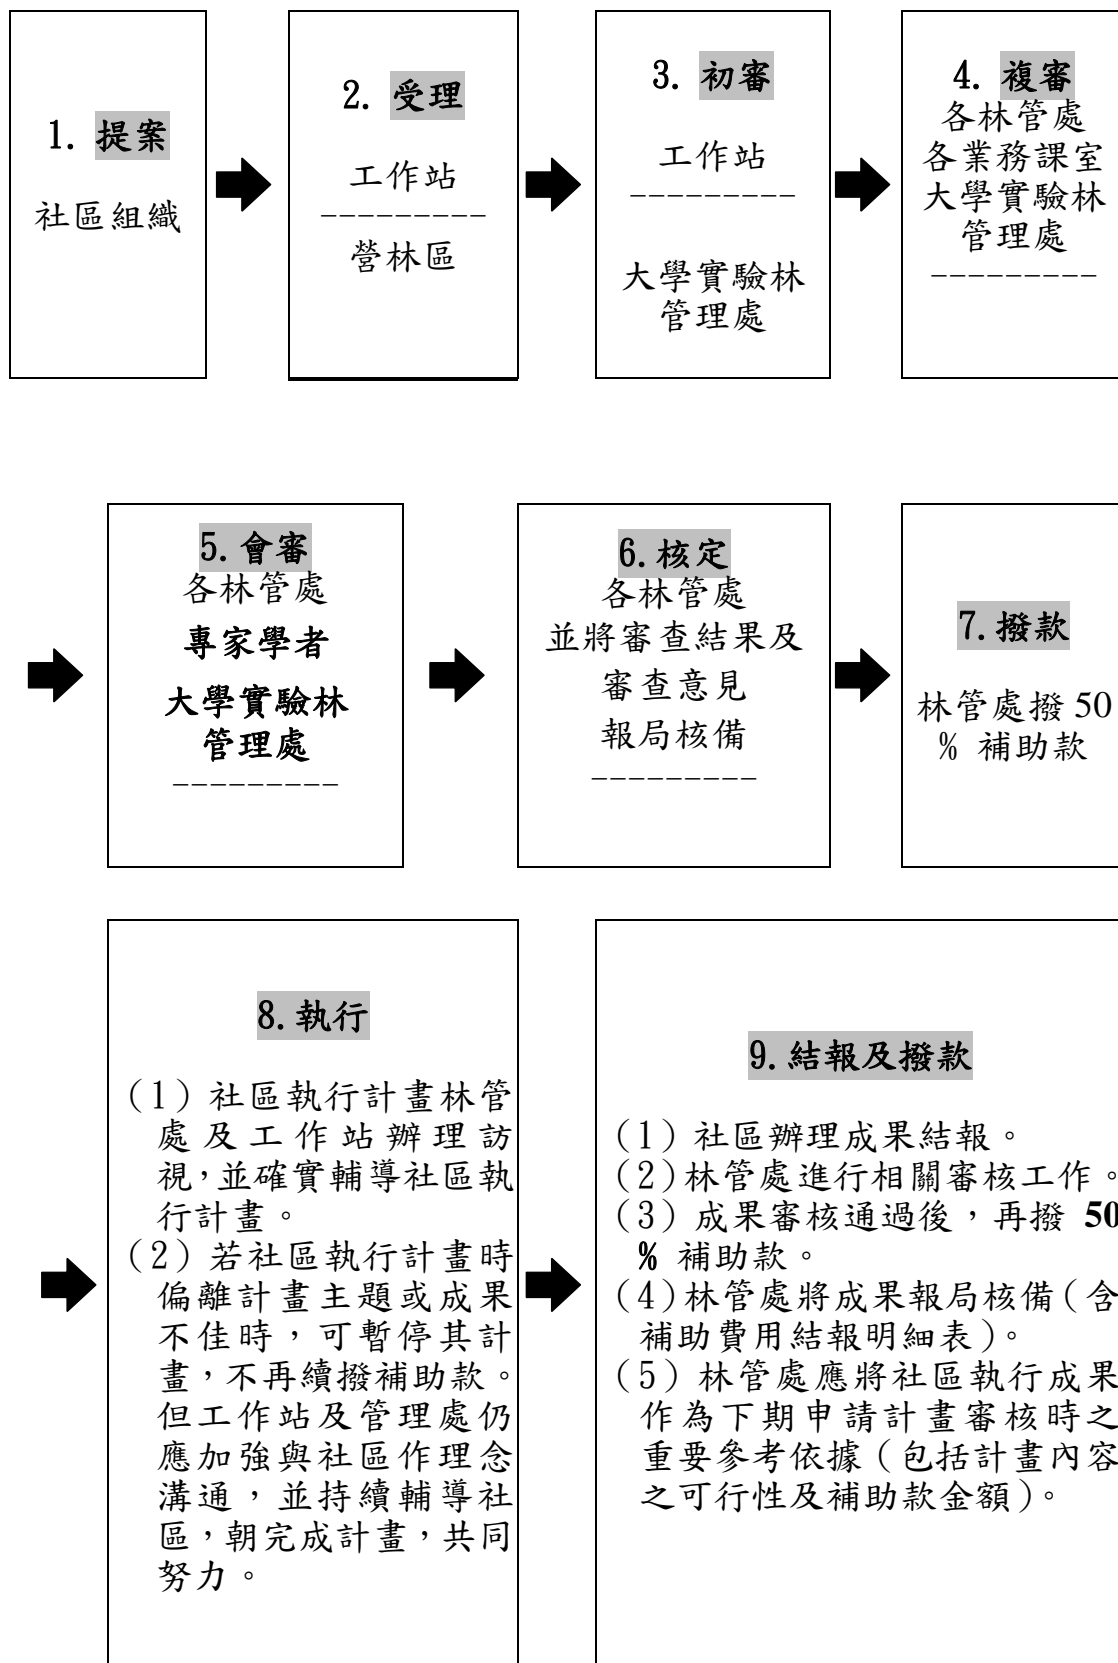 1. 提案
社區組織
2. 受理
工作站
---------
營林區
3. 初審
工作站
---------
大學實驗林
管理處
4. 複審
各林管處
各業務課室
大學實驗林
管理處
---------
5. 會審
各林管處
專家學者
大學實驗林
管理處
---------
6. 核定
各林管處
並將審查結果及
審查意見
報局核備
---------
7. 撥款
林管處撥 50
% 補助款
8. 執行
(1) 社區執行計畫林管
處及工作站辦理訪
視,並確實輔導社區執
行計畫。
(2) 若社區執行計畫時
偏離計畫主題或成果
不佳時,可暫停其計
畫,不再續撥補助款。
但工作站及管理處仍
應加強與社區作理念
溝通,並持續輔導社
區,朝完成計畫,共同
努力。
9. 結報及撥款
(1) 社區辦理成果結報。
(2)林管處進行相關審核工作。
(3) 成果審核通過後,再撥 50
% 補助款。
(4)林管處將成果報局核備(含
補助費用結報明細表)。
(5) 林管處應將社區執行成果
作為下期申請計畫審核時之
重要參考依據(包括計畫內容
之可行性及補助款金額)。